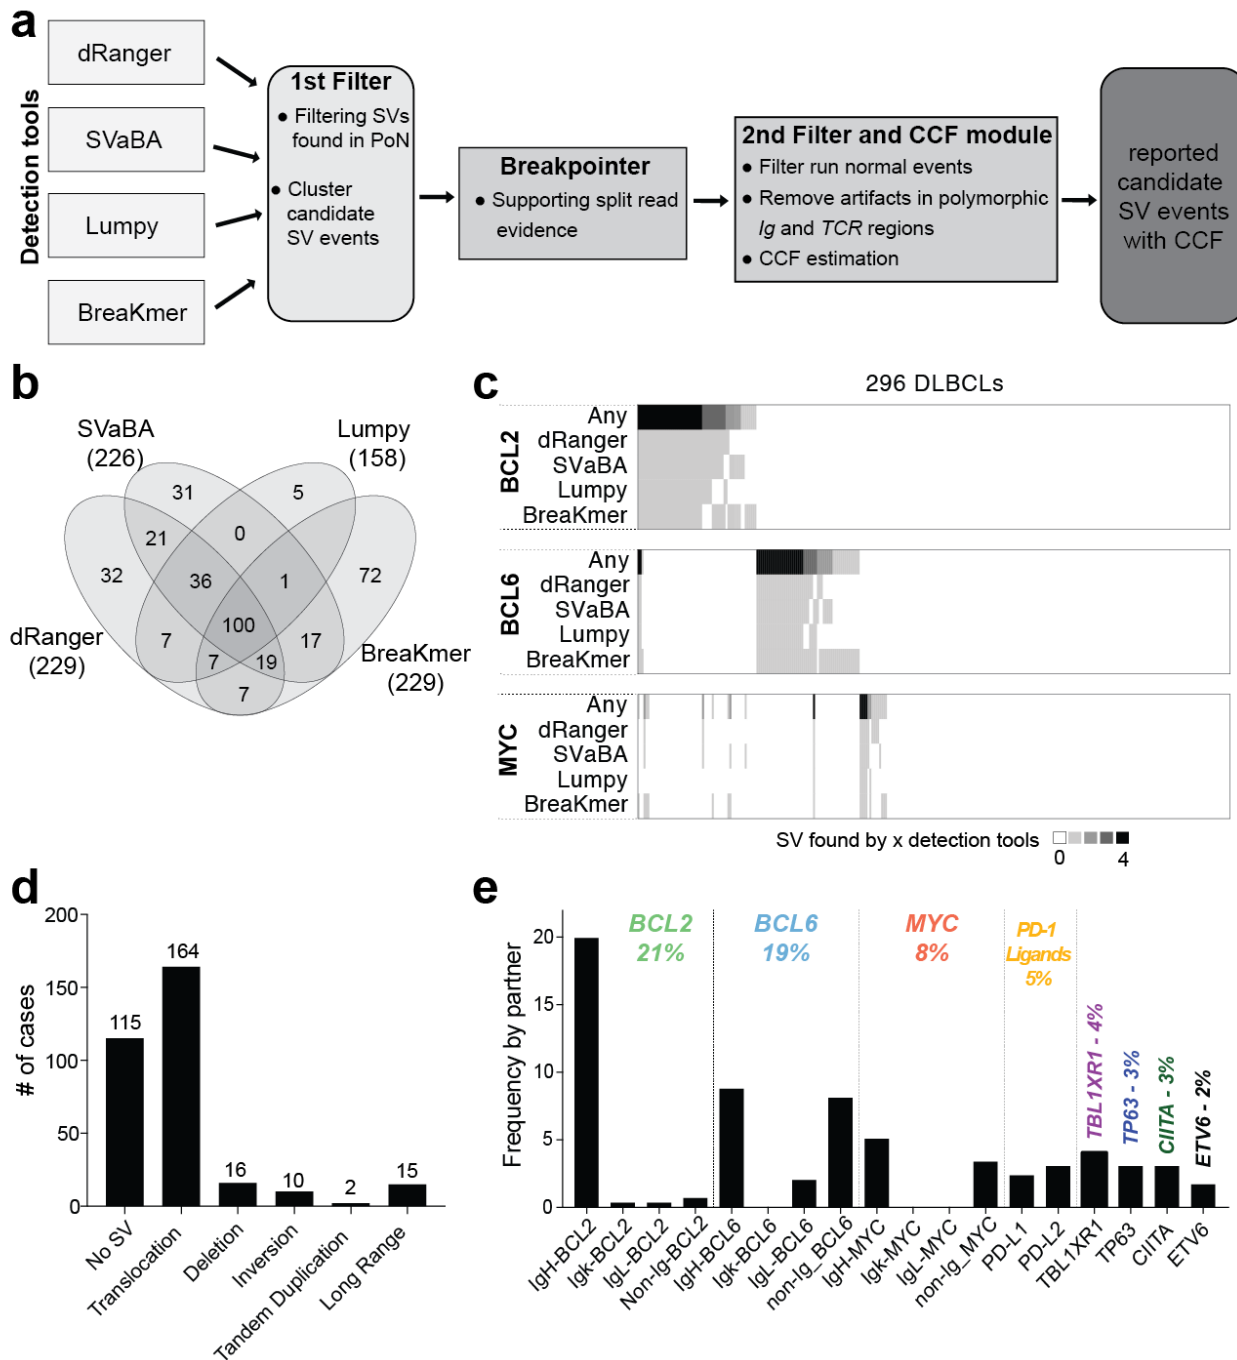 a
Detection tools
dRanger
SVaBA
Lumpy
BreaKmer
1st Filter
● Filtering SVs
found in PoN
● Cluster
candidate
SV events
Breakpointer
● Supporting split read
evidence
2nd Filter and CCF module
● Filter run normal events
● Remove artifacts in polymorphic
Ig and TCR regions
● CCF estimation
reported
candidate
SV events
with CCF
b
SVaBA
(226)
Lumpy
(158)
dRanger
(229)
BreaKmer
(229)
31
5
21
0
32
36
1
72
100
7
17
7
19
7
c
296 DLBCLs
BCL2
Any
dRanger
SVaBA
Lumpy
BreaKmer
BCL6
Any
dRanger
SVaBA
Lumpy
BreaKmer
MYC
Any
dRanger
SVaBA
Lumpy
BreaKmer
SV found by x detection tools
0 4
d
# of cases
200
150
100
50
0
115
164
16
10
2
15
No SV
Translocation
Deletion
Inversion
Tandem Duplication
Long Range
e
Frequency by partner
20
15
10
5
0
BCL2
21%
BCL6
19%
MYC
8%
PD-1
Ligands
5%
TBL1XR1 - 4%
TP63 - 3%
CIITA - 3%
ETV6 - 2%
IgH-BCL2
Igk-BCL2
IgL-BCL2
Non-Ig-BCL2
IgH-BCL6
Igk-BCL6
IgL-BCL6
non-Ig_BCL6
IgH-MYC
Igk-MYC
IgL-MYC
non-Ig_MYC
PD-L1
PD-L2
TBL1XR1
TP63
CIITA
ETV6